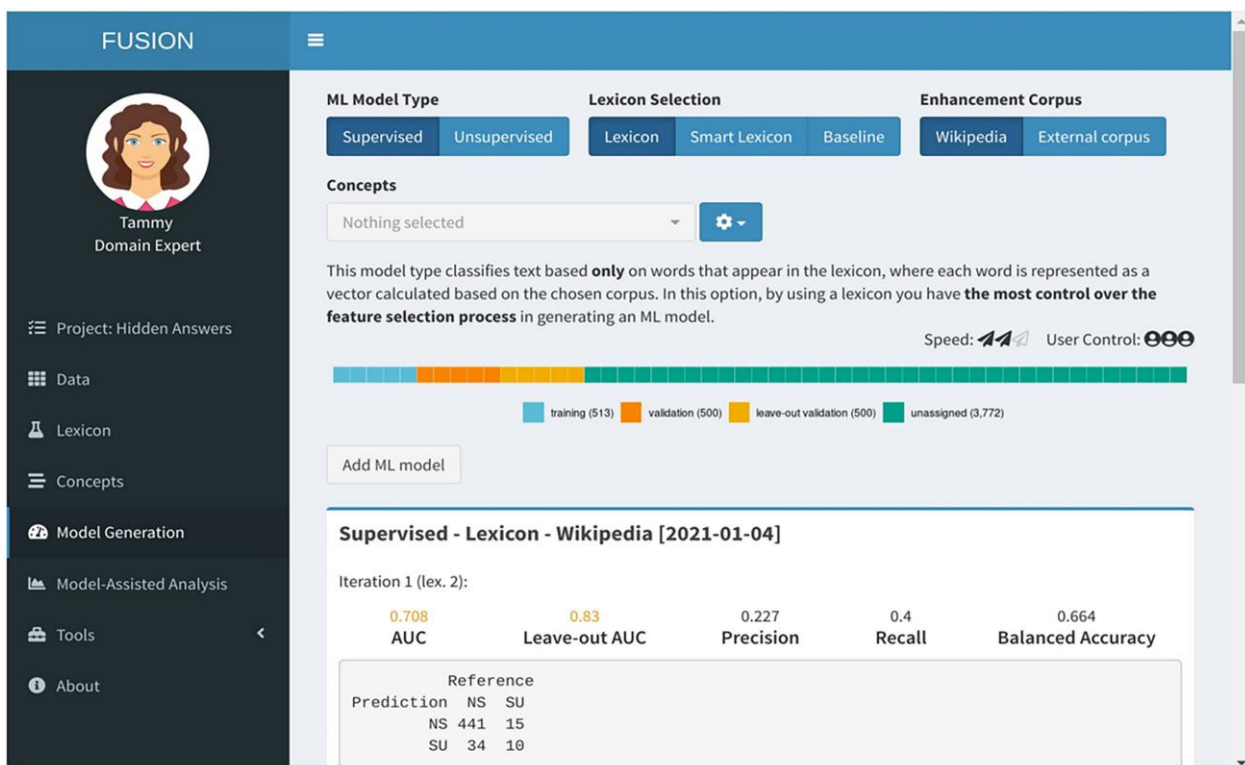 FUSION
Tammy
Domain Expert
Project: Hidden Answers
Data
Lexicon
Concepts
Model Generation
Model-Assisted Analysis
Tools
About
ML Model Type
Supervised Unsupervised
Lexicon Selection
Lexicon Smart Lexicon Baseline
Enhancement Corpus
Wikipedia External corpus
Concepts
Nothing selected
This model type classifies text based only on words that appear in the lexicon, where each word is represented as a
vector calculated based on the chosen corpus. In this option, by using a lexicon you have the most control over the
feature selection process in generating an ML model.
Speed: User Control:
training (513) validation (500) leave-out validation (500) unassigned (3,772)
Add ML model
Supervised - Lexicon - Wikipedia [2021-01-04]
Iteration 1 (lex. 2):
0.708 0.83 0.227 0.4 0.664
AUC Leave-out AUC Precision Recall Balanced Accuracy
Reference
Prediction NS SU
NS 441 15
SU 34 10